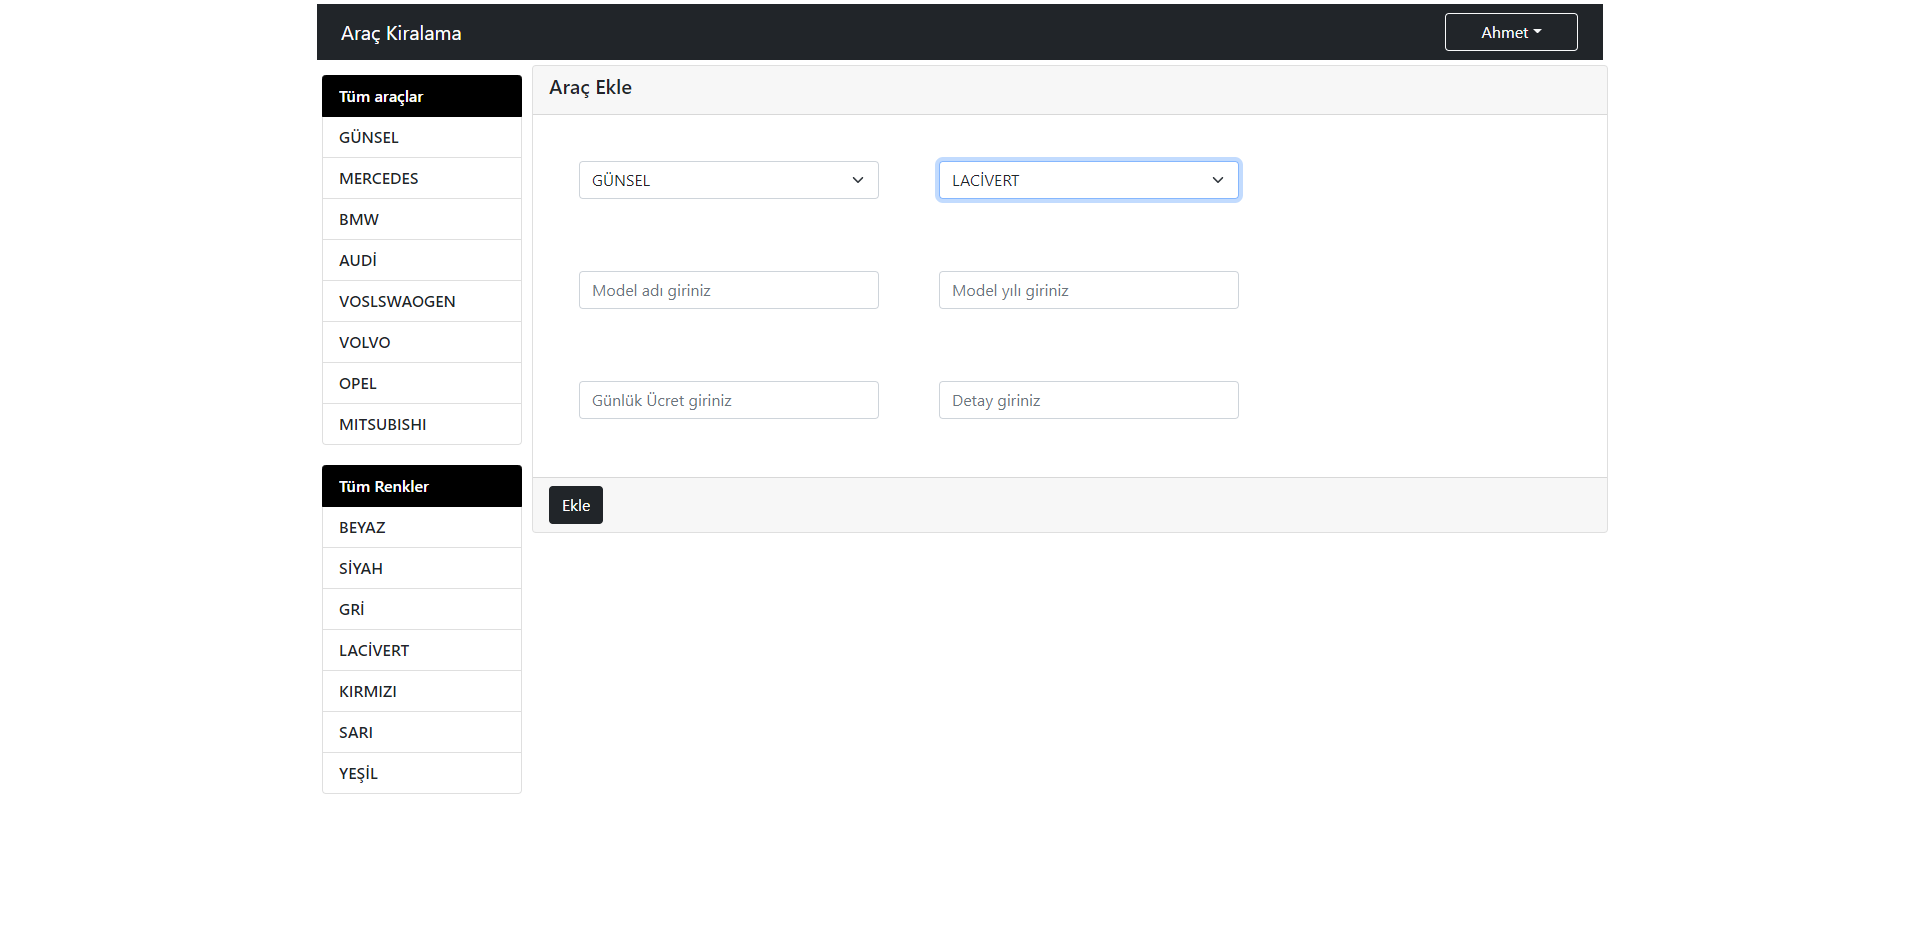 Araç Kiralama
Ahmet
Tüm araçlar
GÜNSEL
MERCEDES
BMW
AUDİ
VOSLSWAOGEN
VOLVO
OPEL
MITSUBISHI
Tüm Renkler
BEYAZ
SİYAH
GRİ
LACİVERT
KIRMIZI
SARI
YEŞİL
Araç Ekle
GÜNSEL
LACİVERT
Model adı giriniz
Model yılı giriniz
Günlük Ücret giriniz
Detay giriniz
Ekle